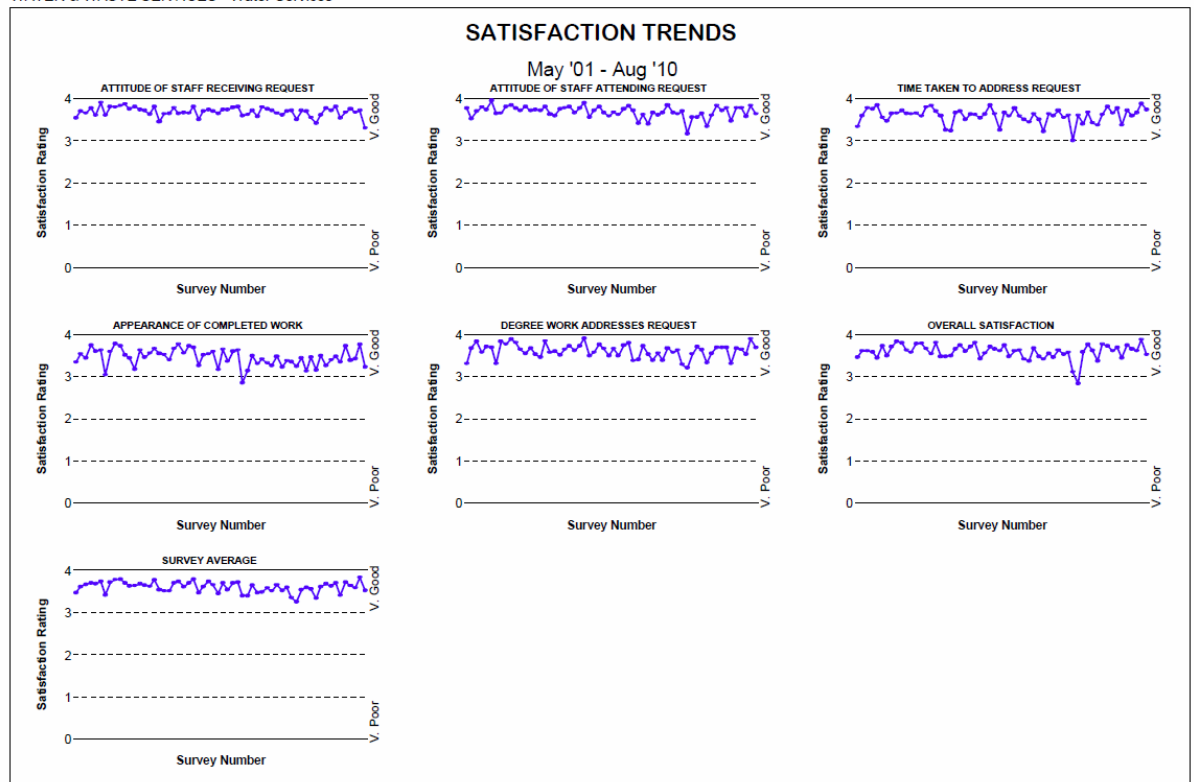 SATISFACTION TRENDS
May '01 - Aug '10
ATTITUDE OF STAFF RECEIVING REQUEST
4
3
2
1
0
Satisfaction Rating
V. Good
V. Poor
Survey Number
ATTITUDE OF STAFF ATTENDING REQUEST
4
3
2
1
0
Satisfaction Rating
V. Good
V. Poor
Survey Number
TIME TAKEN TO ADDRESS REQUEST
4
3
2
1
0
Satisfaction Rating
V. Good
V. Poor
Survey Number
APPEARANCE OF COMPLETED WORK
4
3
2
1
0
Satisfaction Rating
V. Good
V. Poor
Survey Number
DEGREE WORK ADDRESSES REQUEST
4
3
2
1
0
Satisfaction Rating
V. Good
V. Poor
Survey Number
OVERALL SATISFACTION
4
3
2
1
0
Satisfaction Rating
V. Good
V. Poor
Survey Number
SURVEY AVERAGE
4
3
2
1
0
Satisfaction Rating
V. Good
V. Poor
Survey Number